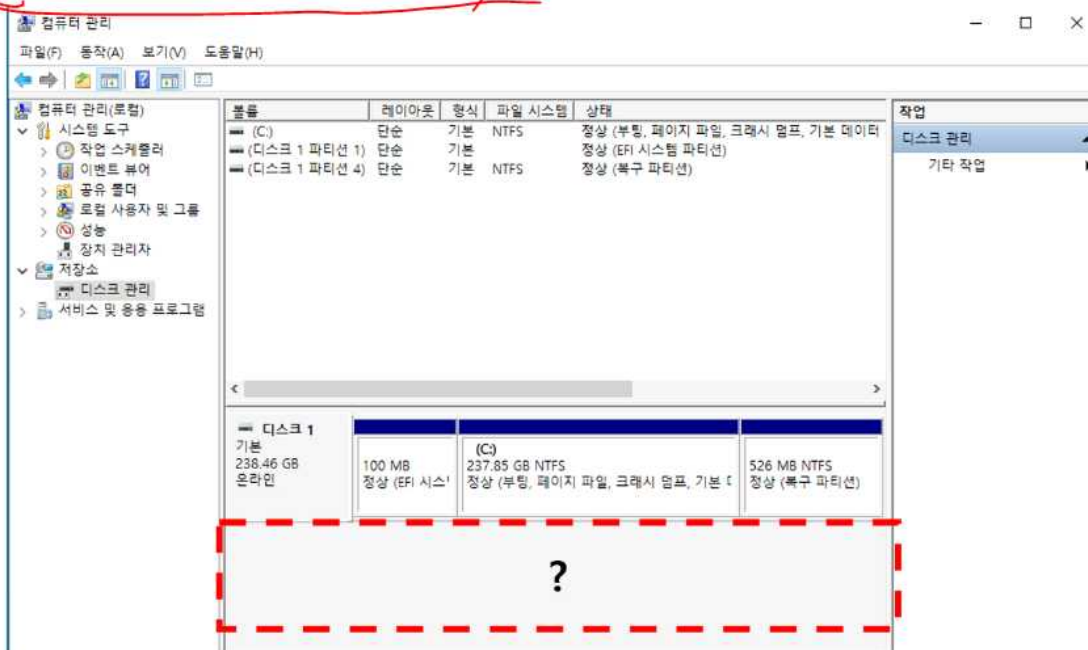 컴퓨터 관리
파일(F) 동작(A) 보기(V) 도움말(H)
컴퓨터 관리(로컬)
시스템 도구
작업 스케줄러
이벤트 뷰어
공유 폴더
로컬 사용자 및 그룹
성능
장치 관리자
저장소
디스크 관리
서비스 및 응용 프로그램
볼륨 레이아웃 형식 파일 시스템 상태
(C:) 단순 기본 NTFS 정상 (부팅, 페이지 파일, 크래시 덤프, 기본 데이터
(디스크 1 파티션 1) 단순 기본 정상 (EFI 시스템 파티션)
(디스크 1 파티션 4) 단순 기본 NTFS 정상 (복구 파티션)
작업
디스크 관리
기타 작업
디스크 1
기본
238.46 GB
온라인
100 MB
정상 (EFI 시스
(C:)
237.85 GB NTFS
정상 (부팅, 페이지 파일, 크래시 덤프, 기본
526 MB NTFS
정상 (복구 파티션)
?